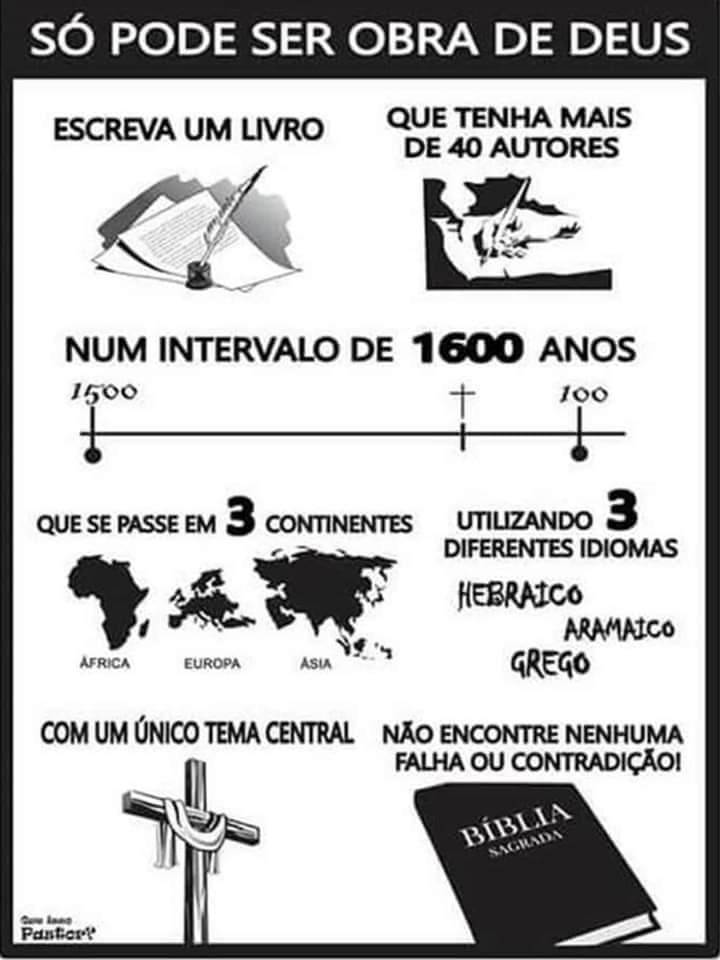 SÓ PODE SER OBRA DE DEUS
ESCREVA UM LIVRO
QUE TENHA MAIS
DE 40 AUTORES
NUM INTERVALO DE 1600 ANOS
1500
100
QUE SE PASSE EM 3 CONTINENTES
ÁFRICA EUROPA ÁSIA
UTILIZANDO 3
DIFERENTES IDIOMAS
HEBRAICO
ARAMAICO
GREGO
COM UM ÚNICO TEMA CENTRAL
NÃO ENCONTRE NENHUMA
FALHA OU CONTRADIÇÃO!
BÍBLIA
SAGRADA
Pastor?